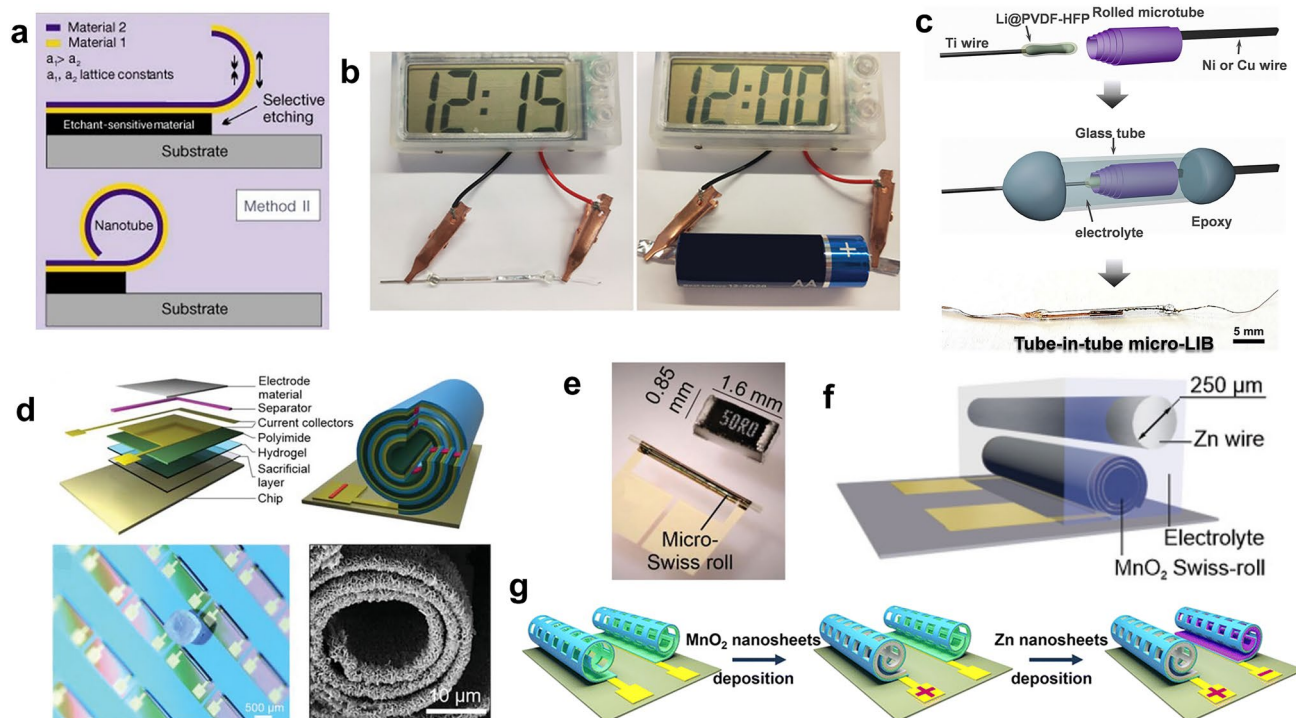 a
Material 2
Material 1
a₁> a₂
a₁, a₂ lattice constants
Selective
etching
Etchant-sensitive material
Substrate
Nanotube
Method II
Substrate
b
12:15
12:00
+
AA
c
Li@PVDF-HFP
Rolled microtube
Ti wire
Ni or Cu wire
Glass tube
electrolyte
Epoxy
5 mm
Tube-in-tube micro-LIB
d
Electrode
material
Separator
Current collectors
Polyimide
Hydrogel
Sacrificial
layer
Chip
500 μm
10 μm
e
0.85
mm
1.6 mm
Micro-
Swiss roll
f
250 μm
Zn wire
Electrolyte
MnO₂ Swiss-roll
g
MnO₂ nanosheets
deposition
+
Zn nanosheets
deposition
+
−